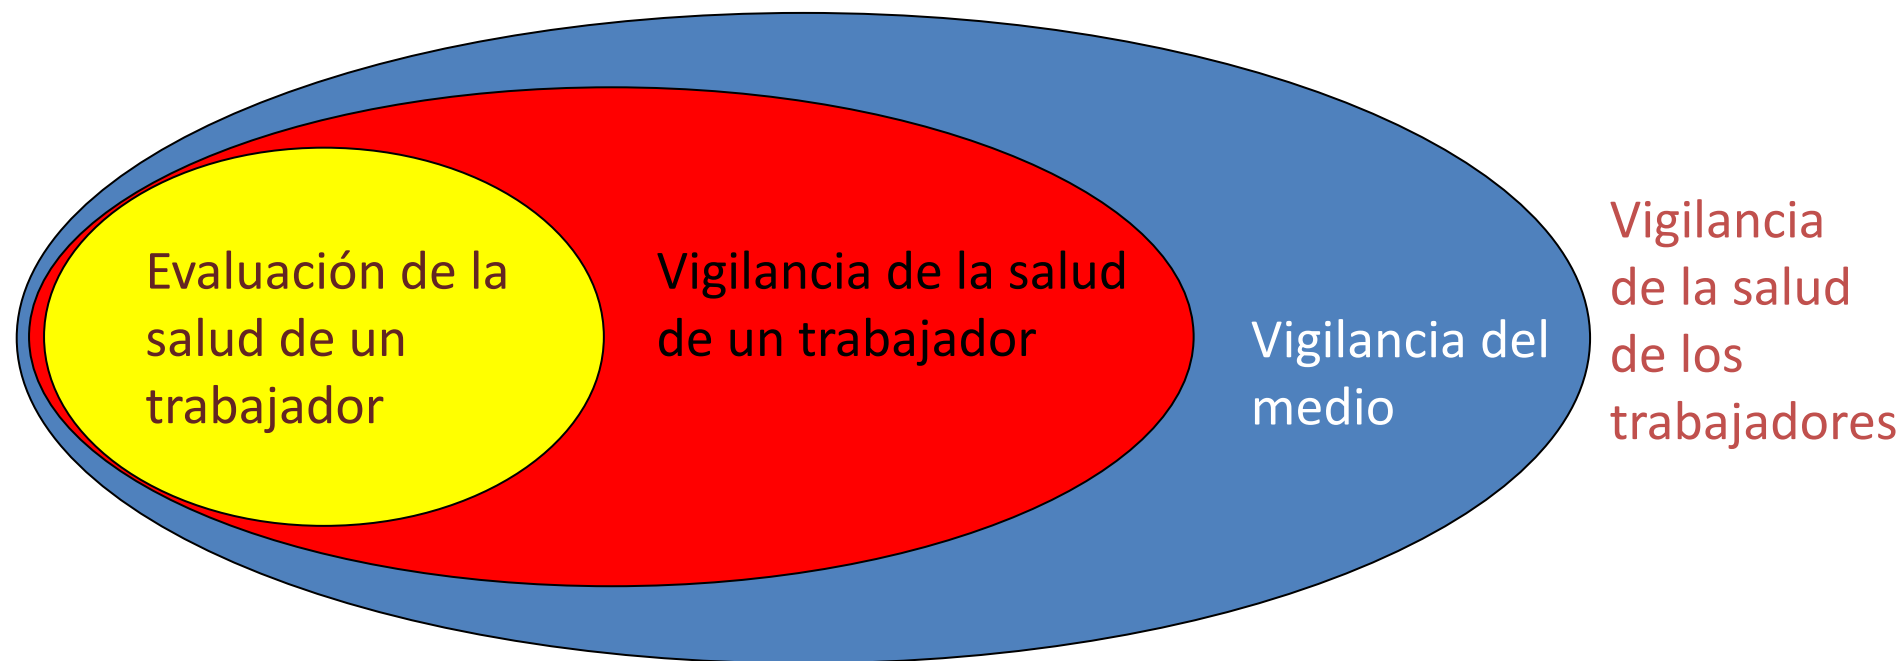 Evaluación de la
salud de un
trabajador
Vigilancia de la salud
de un trabajador
Vigilancia del
medio
Vigilancia
de la salud
de los
trabajadores